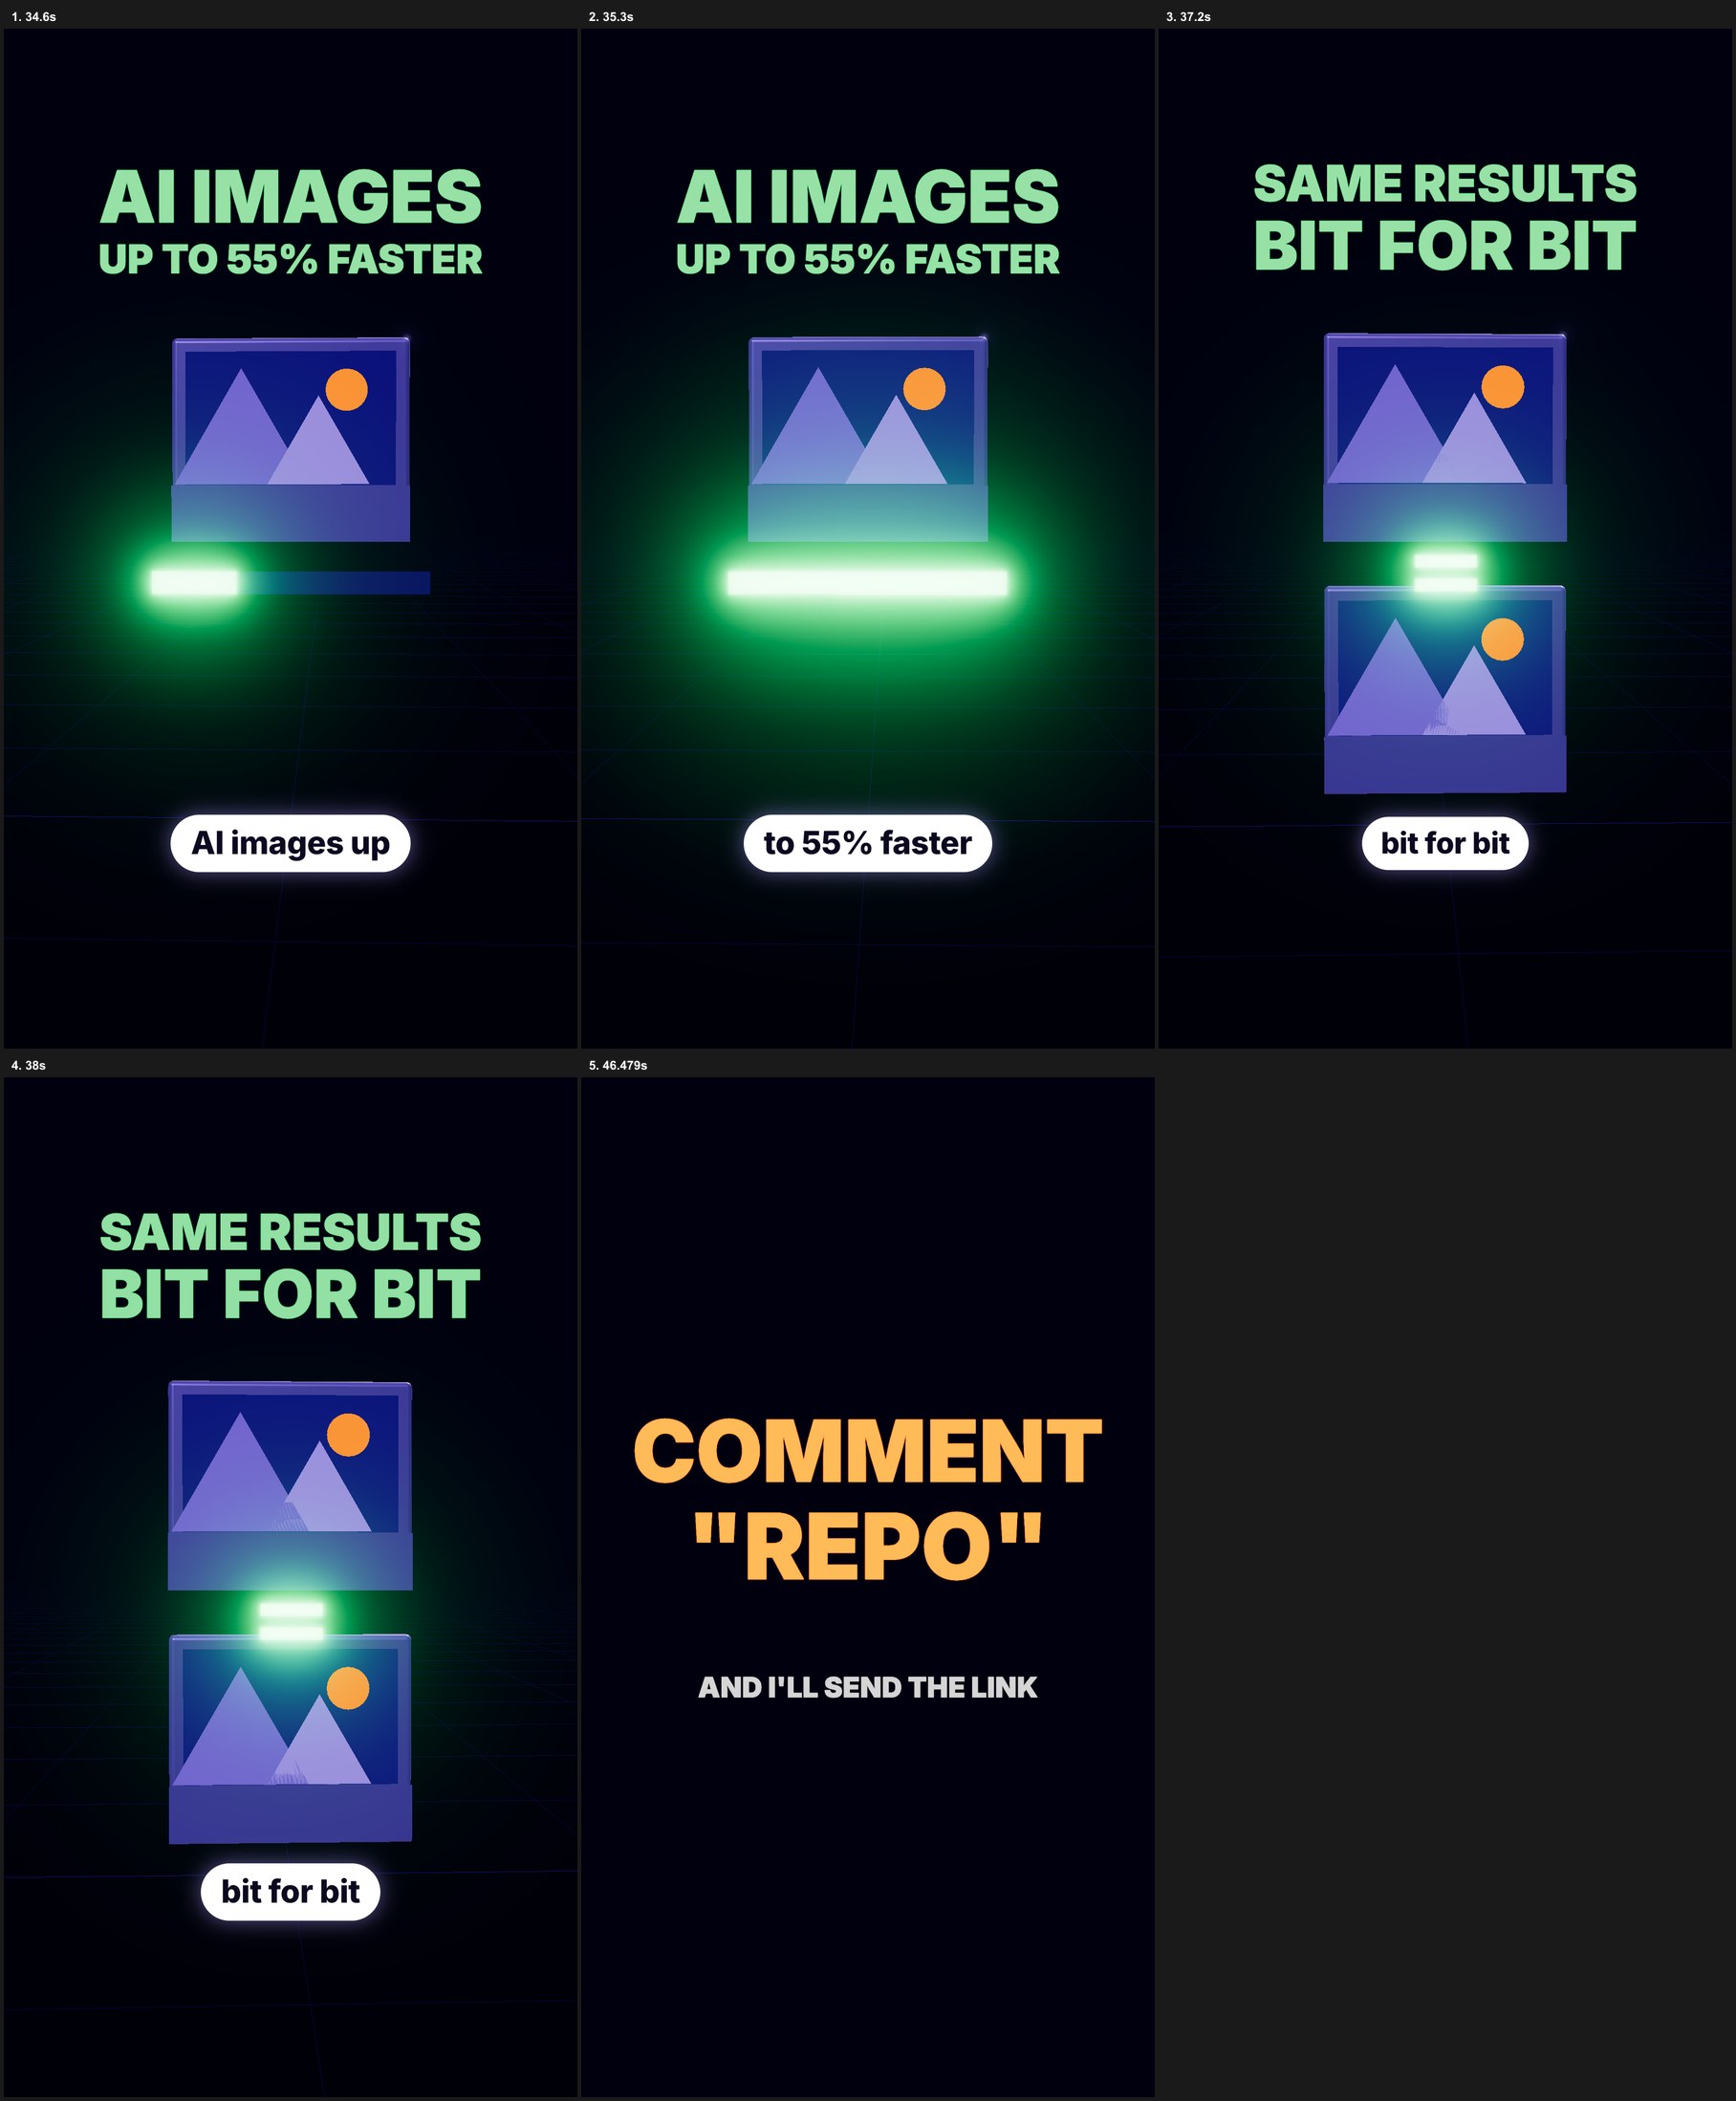 1. 34.6s
AI IMAGES
UP TO 55% FASTER
AI images up
2. 35.3s
AI IMAGES
UP TO 55% FASTER
to 55% faster
3. 37.2s
SAME RESULTS
BIT FOR BIT
bit for bit
4. 38s
SAME RESULTS
BIT FOR BIT
bit for bit
5. 46.479s
COMMENT
"REPO"
AND I'LL SEND THE LINK